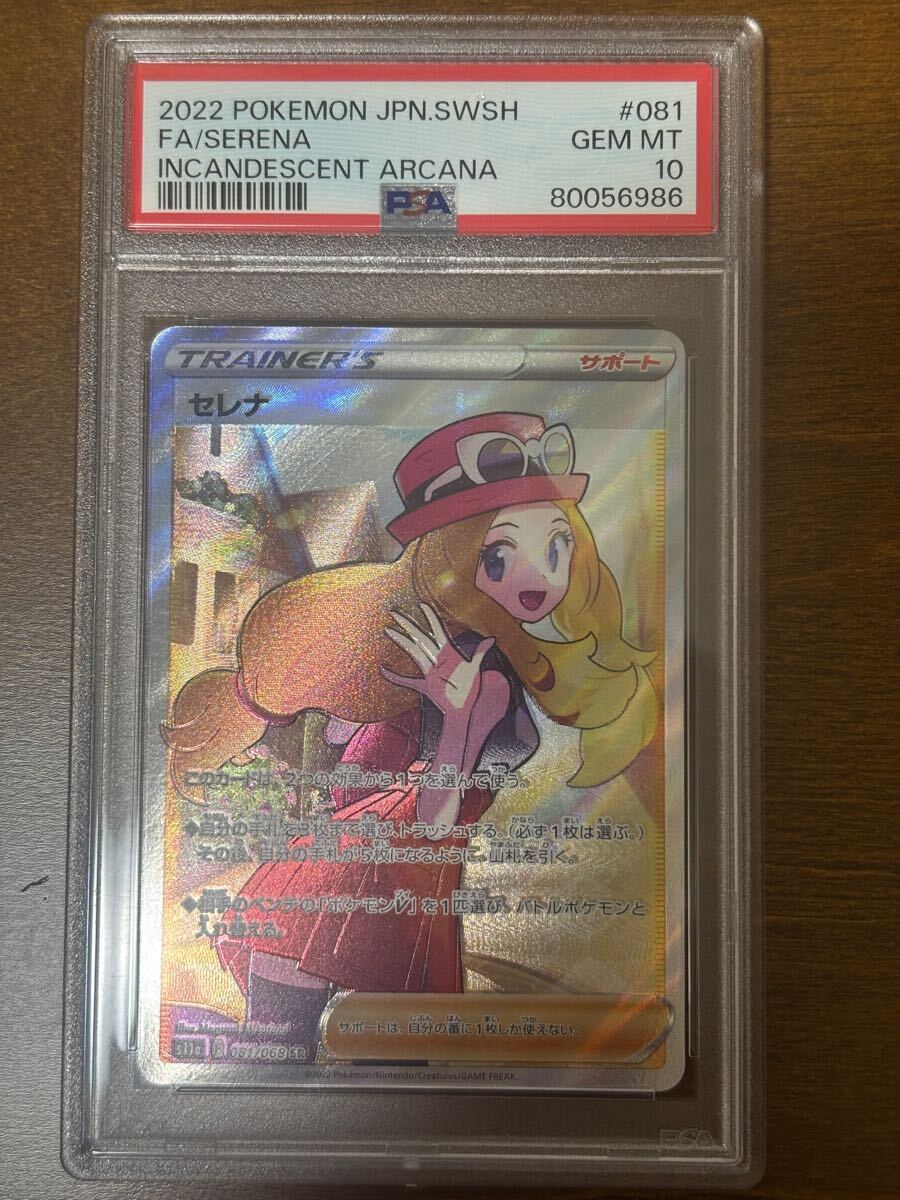 2022 POKEMON JPN.SWSH #081
FA/SERENA GEM MT
INCANDESCENT ARCANA 10
80056986
PSA
TRAINER'S サポート
セレナ
このカードは、2つの効果から1つを選んで使う。
◆自分の手札を3枚まで選び、トラッシュする。(必ず1枚は選ぶ。)
その後、自分の手札が5枚になるように、山札を引く。
◆相手のベンチの「ポケモンV」を1匹選び、バトルポケモンと
入れ替える。
サポートは、自分の番に1枚しか使えない。
s11a F 081/068 SR
©2022 Pokémon/Nintendo/Creatures/GAME FREAK.
PSA